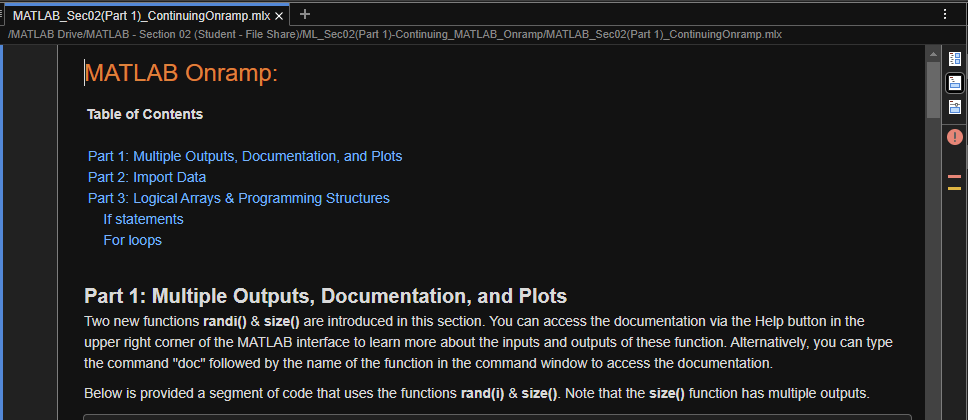 MATLAB_Sec02(Part 1)_ContinuingOnramp.mlx × +
/MATLAB Drive/MATLAB - Section 02 (Student - File Share)/ML_Sec02(Part 1)-Continuing_MATLAB_Onramp/MATLAB_Sec02(Part 1)_ContinuingOnramp.mlx
MATLAB Onramp:
Table of Contents
Part 1: Multiple Outputs, Documentation, and Plots
Part 2: Import Data
Part 3: Logical Arrays & Programming Structures
If statements
For loops
Part 1: Multiple Outputs, Documentation, and Plots
Two new functions randi() & size() are introduced in this section. You can access the documentation via the Help button in the
upper right corner of the MATLAB interface to learn more about the inputs and outputs of these function. Alternatively, you can type
the command "doc" followed by the name of the function in the command window to access the documentation.
Below is provided a segment of code that uses the functions rand(i) & size(). Note that the size() function has multiple outputs.